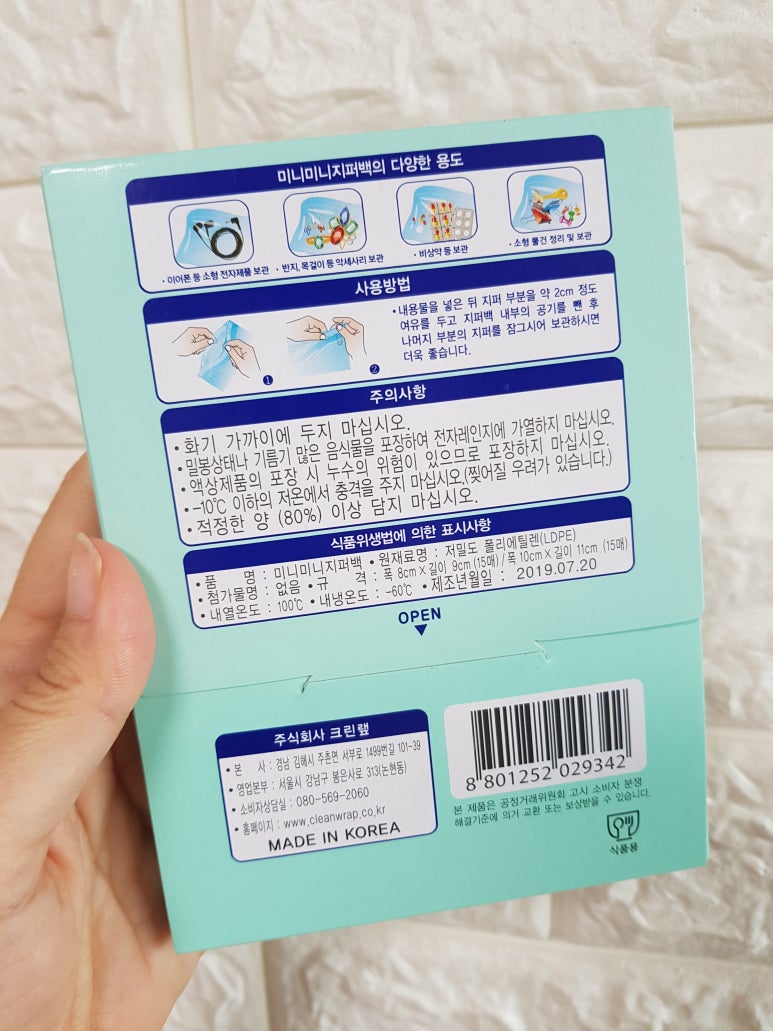 미니미니지퍼백의 다양한 용도
• 이어폰 등 소형 전자제품 보관 • 반지, 목걸이 등 악세사리 보관 • 비상약 등 보관 • 소형 물건 정리 및 보관
사용방법
• 내용물을 넣은 뒤 지퍼 부분을 약 2cm 정도
여유를 두고 지퍼백 내부의 공기를 뺀 후
나머지 부분의 지퍼를 잠그시어 보관하시면
더욱 좋습니다.
❶ ❷
주의사항
• 화기 가까이에 두지 마십시오.
• 밀봉상태나 기름기 많은 음식물을 포장하여 전자레인지에 가열하지 마십시오.
• 액상제품의 포장 시 누수의 위험이 있으므로 포장하지 마십시오.
• -10℃ 이하의 저온에서 충격을 주지 마십시오.(찢어질 우려가 있습니다.)
• 적정한 양 (80%) 이상 담지 마십시오.
식품위생법에 의한 표시사항
• 품 명 : 미니미니지퍼백 • 원재료명 : 저밀도 폴리에틸렌(LDPE)
• 첨가물명 : 없음 • 규 격 : 폭 8cm X 길이 9cm (15매) / 폭 10cm X 길이 11cm (15매)
• 내열온도 : 100℃ • 내냉온도 : -60℃ • 제조년월일 : 2019.07.20
OPEN
주식회사 크린랲
• 본 사 : 경남 김해시 주촌면 서부로 1499번길 101-39
• 영업본부 : 서울시 강남구 봉은사로 313(논현동)
• 소비자상담실 : 080-569-2060
• 홈페이지 : www.cleanwrap.co.kr
MADE IN KOREA
8 801252 029342
본 제품은 공정거래위원회 고시 소비자 분쟁
해결기준에 의거 교환 또는 보상받을 수 있습니다.
식품용